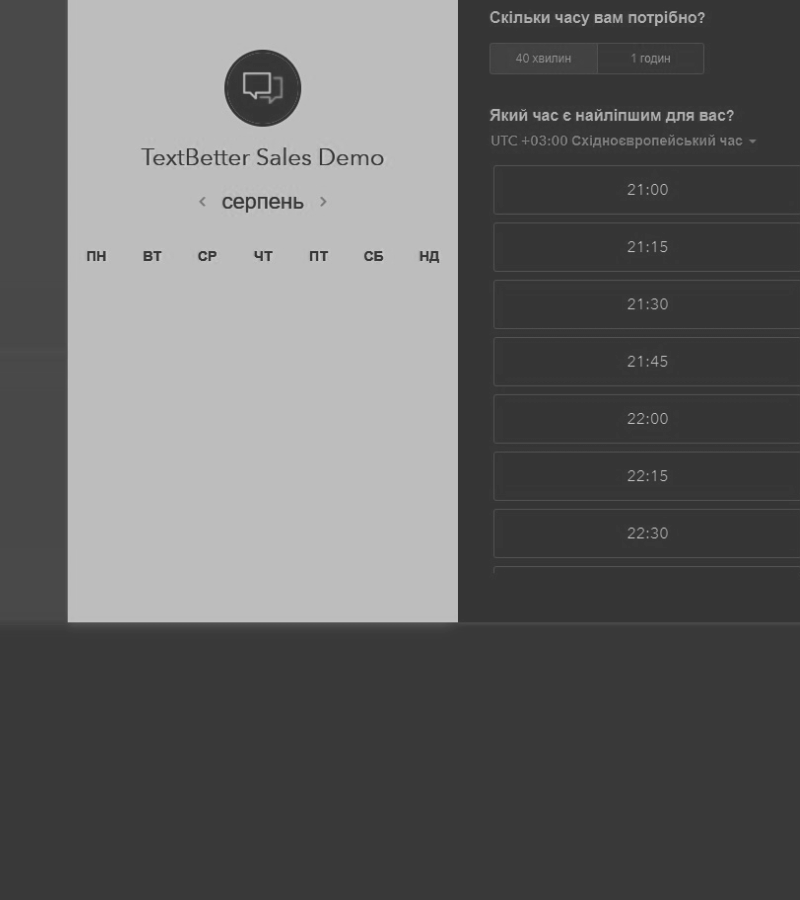 TextBetter Sales Demo
серпень
ПН ВТ СР ЧТ ПТ СБ НД
Скільки часу вам потрібно?
40 хвилин 1 годин
Який час є найліпшим для вас?
UTC +03:00 Східноєвропейський час
21:00
21:15
21:30
21:45
22:00
22:15
22:30